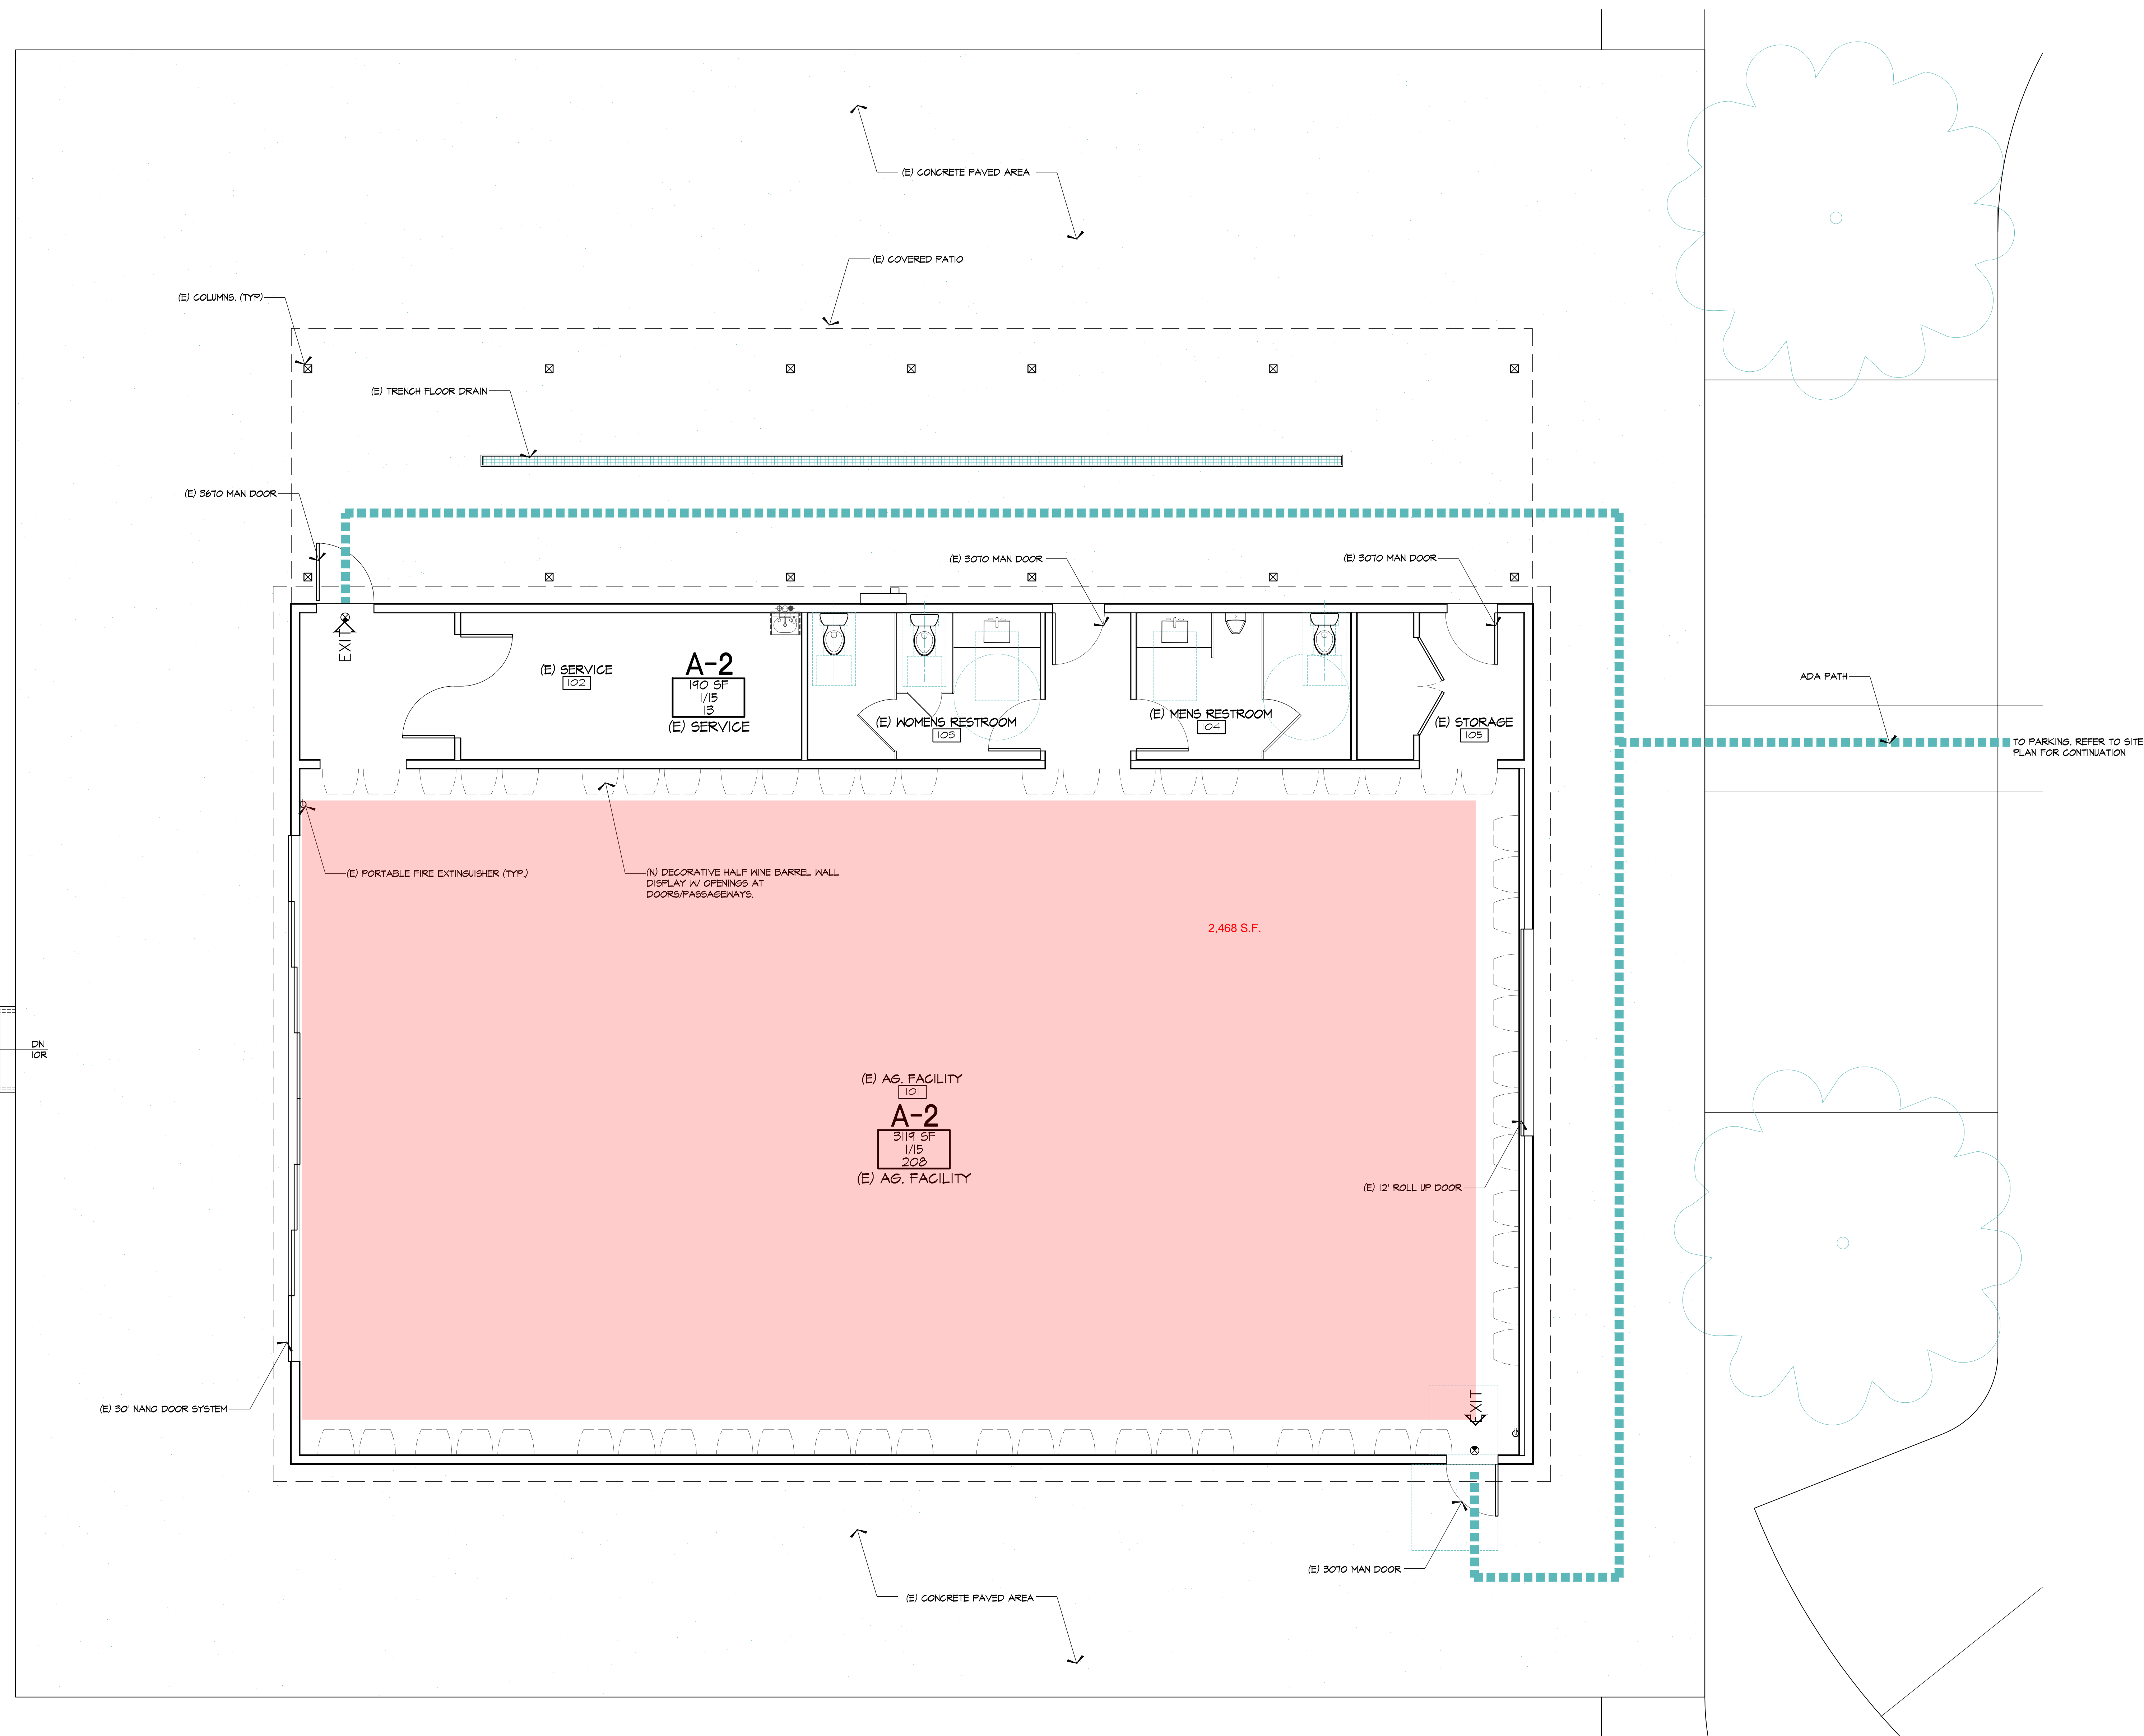 (E) CONCRETE PAVED AREA
(E) COVERED PATIO
(E) COLUMNS. (TYP)
(E) TRENCH FLOOR DRAIN
(E) 3670 MAN DOOR
(E) 3070 MAN DOOR
(E) 3070 MAN DOOR
EXIT
(E) SERVICE
102
A-2
190 SF
1/15
13
(E) SERVICE
(E) WOMENS RESTROOM
103
(E) MENS RESTROOM
104
(E) STORAGE
105
ADA PATH
TO PARKING. REFER TO SITE
PLAN FOR CONTINUATION
(E) PORTABLE FIRE EXTINGUISHER (TYP.)
(N) DECORATIVE HALF WINE BARREL WALL
DISPLAY W/ OPENINGS AT
DOORS/PASSAGEWAYS.
2,468 S.F.
DN
10R
(E) AG. FACILITY
101
A-2
3119 SF
1/15
208
(E) AG. FACILITY
(E) 12' ROLL UP DOOR
(E) 30' NANO DOOR SYSTEM
EXIT
(E) 3070 MAN DOOR
(E) CONCRETE PAVED AREA